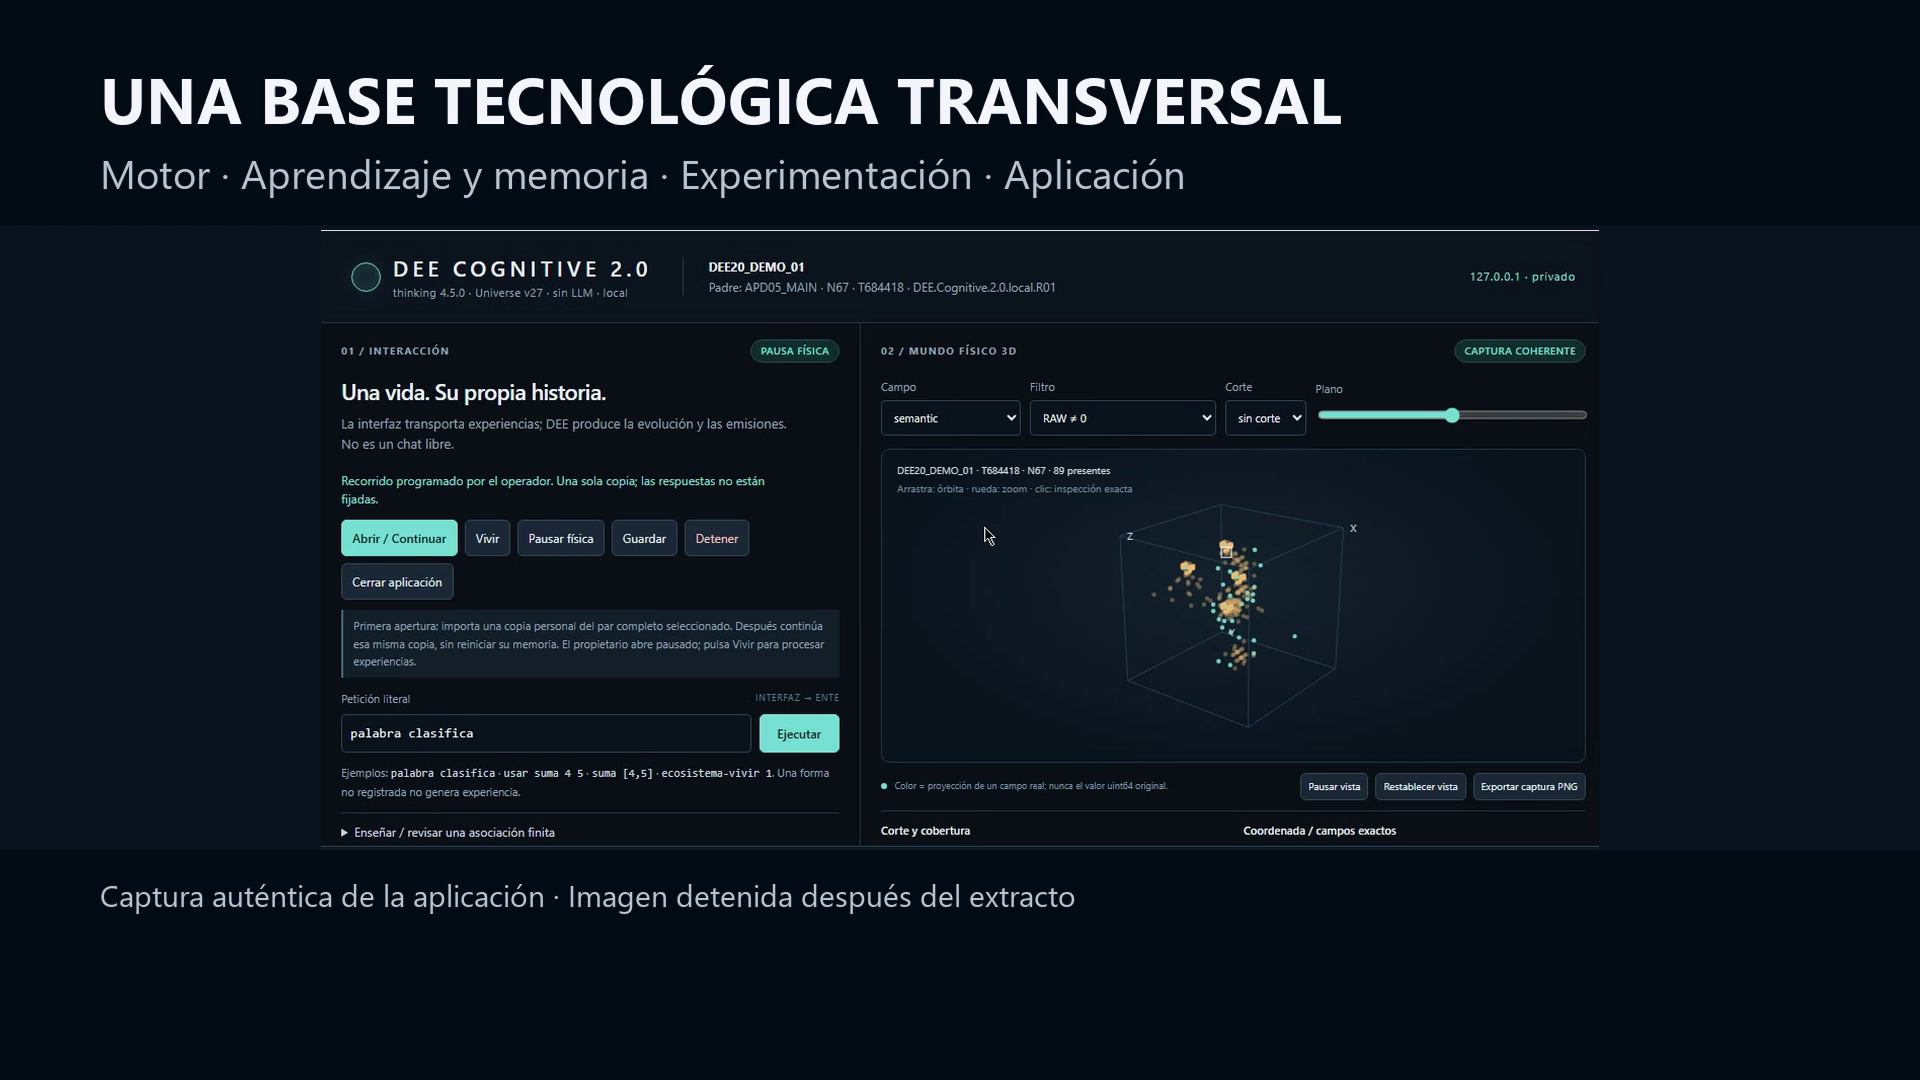 UNA BASE TECNOLÓGICA TRANSVERSAL
Motor · Aprendizaje y memoria · Experimentación · Aplicación
DEE COGNITIVE 2.0
thinking 4.5.0 · Universe v27 · sin LLM · local
DEE20_DEMO_01
Padre: APD05_MAIN · N67 · T684418 · DEE.Cognitive.2.0.local.R01
127.0.0.1 · privado
01 / INTERACCIÓN
PAUSA FÍSICA
Una vida. Su propia historia.
La interfaz transporta experiencias; DEE produce la evolución y las emisiones.
No es un chat libre.
Recorrido programado por el operador. Una sola copia; las respuestas no están
fijadas.
Abrir / Continuar
Vivir
Pausar física
Guardar
Detener
Cerrar aplicación
Primera apertura: importa una copia personal del par completo seleccionado. Después continúa
esa misma copia, sin reiniciar su memoria. El propietario abre pausado; pulsa Vivir para procesar
experiencias.
Petición literal
INTERFAZ → ENTE
palabra clasifica
Ejecutar
Ejemplos: palabra clasifica · usar suma 4 5 · suma [4,5] · ecosistema-vivir 1. Una forma
no registrada no genera experiencia.
Enseñar / revisar una asociación finita
02 / MUNDO FÍSICO 3D
CAPTURA COHERENTE
Campo
Filtro
Corte
Plano
semantic
RAW ≠ 0
sin corte
DEE20_DEMO_01 · T684418 · N67 · 89 presentes
Arrastra: órbita · rueda: zoom · clic: inspección exacta
Z
X
Y
Color = proyección de un campo real; nunca el valor uint64 original.
Pausar vista
Restablecer vista
Exportar captura PNG
Corte y cobertura
Coordenada / campos exactos
Captura auténtica de la aplicación · Imagen detenida después del extracto